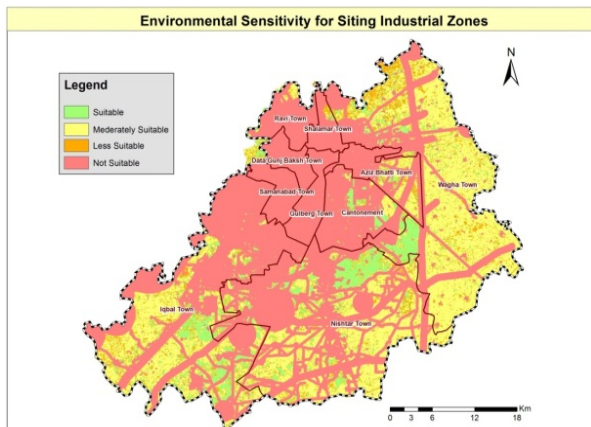 Environmental Sensitivity for Siting Industrial Zones
N
Legend
Suitable
Mederately Suitable
Less Suitable
Not Suitable
Ravi Town
Shalamar Town
Data Gunj Baksh Town
Aziz Bhatti Town
Wagha Town
Samanabad Town
Gulberg Town
Cantonement
Iqbal Town
Nishtar Town
Km
0 3 6 12 18